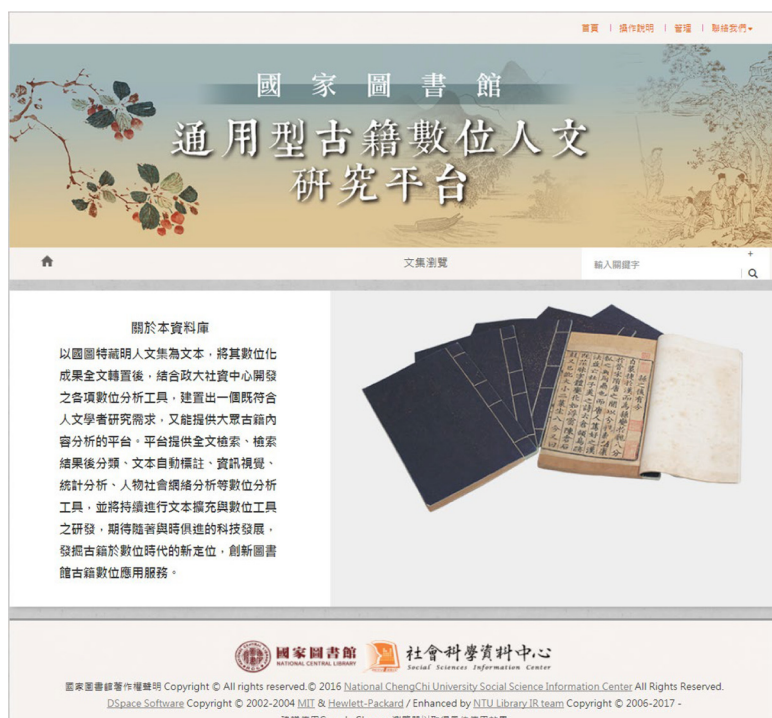 首頁 | 操作說明 | 管理 | 聯絡我們
國家圖書館
通用型古籍數位人文
研究平台
文集瀏覽
輸入關鍵字
+
關於本資料庫
以國圖特藏明人文集為文本，將其數位化
成果全文轉置後，結合政大社資中心開發
之各項數位分析工具，建置出一個既符合
人文學者研究需求，又能提供大眾古籍內
容分析的平台。平台提供全文檢索、檢索
結果後分類、文本自動標註、資訊視覺、
統計分析、人物社會網絡分析等數位分析
工具，並將持續進行文本擴充與數位工具
之研發，期待隨著與時俱進的科技發展，
發掘古籍於數位時代的新定位，創新圖書
館古籍數位應用服務。
國家圖書館
NATIONAL CENTRAL LIBRARY
社會科學資料中心
Social Sciences Information Center
國家圖書館著作權聲明 Copyright © All rights reserved.© 2016 National ChengChi University Social Science Information Center All Rights Reserved.
DSpace Software Copyright © 2002-2004 MIT & Hewlett-Packard / Enhanced by NTU Library IR team Copyright © 2006-2017 -